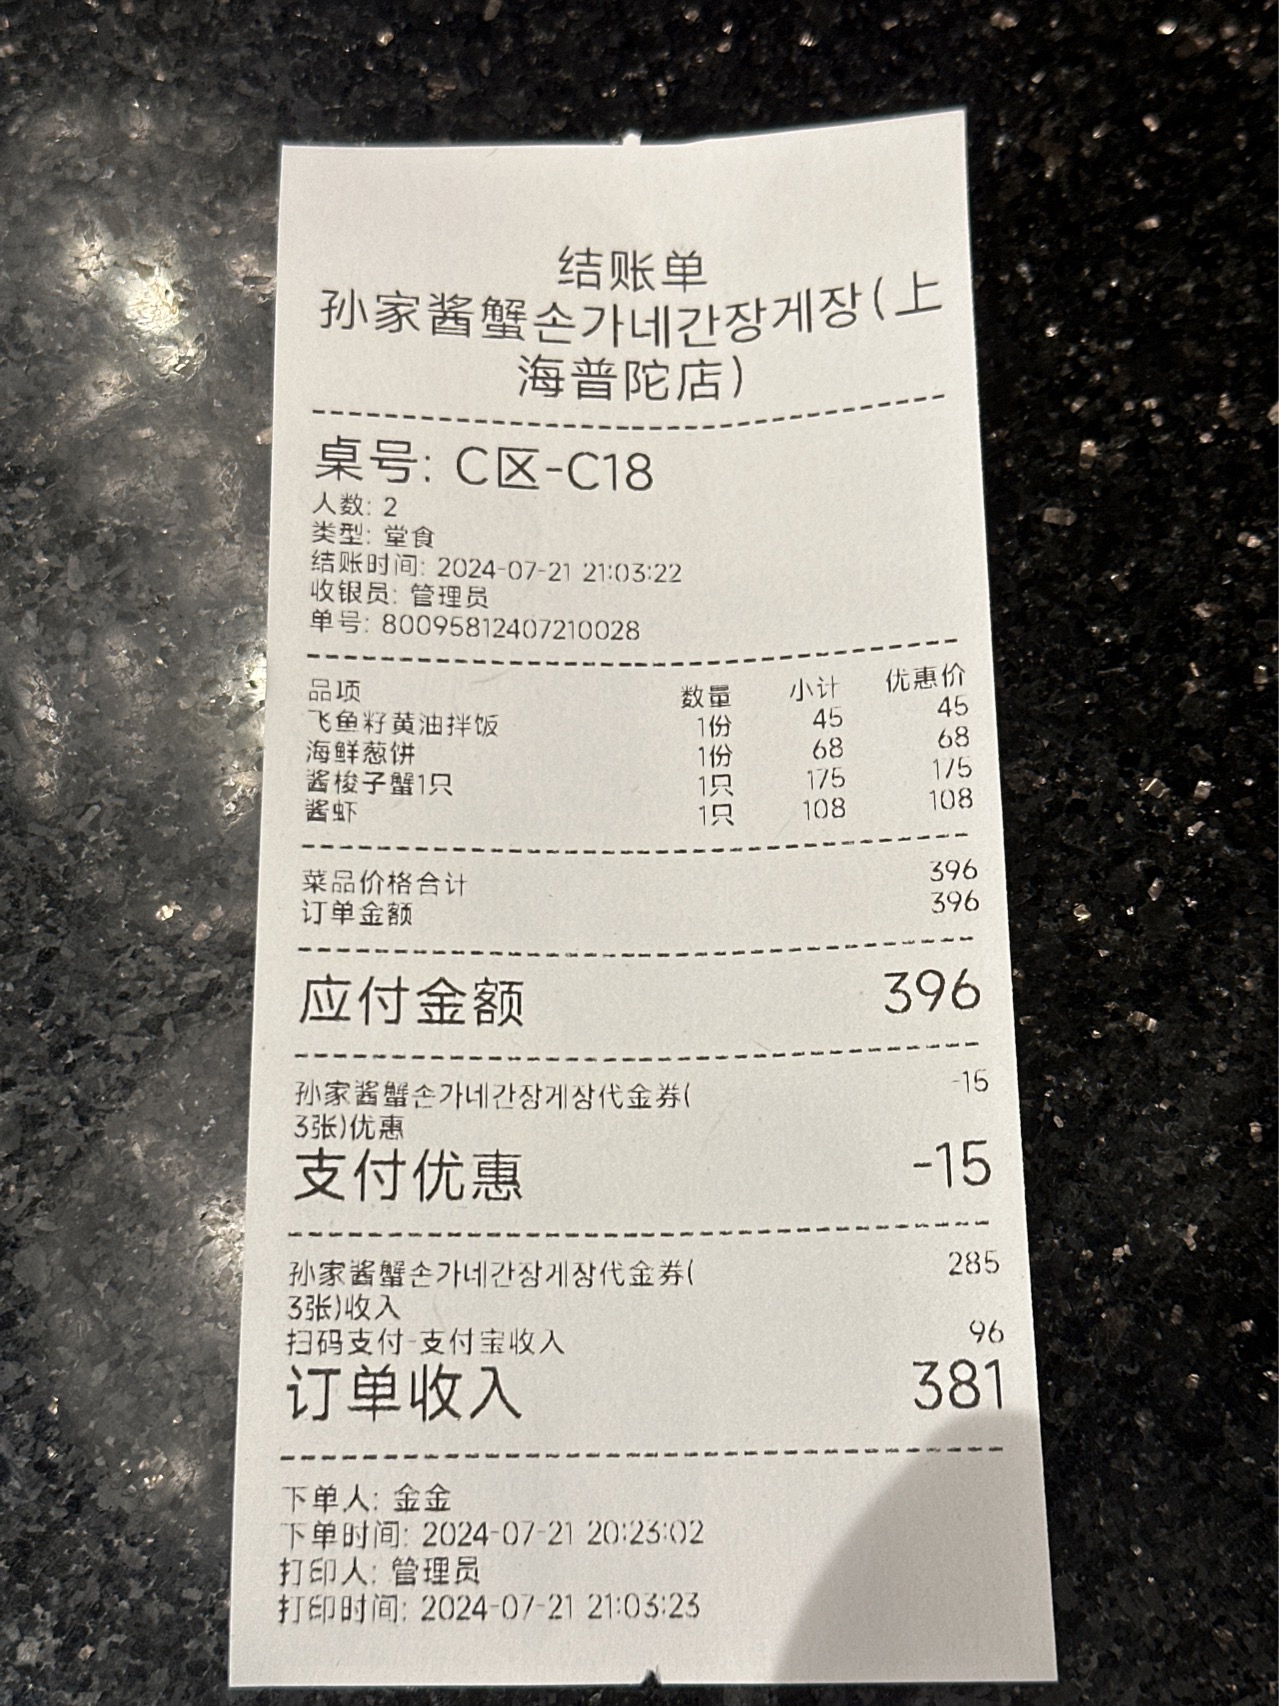 结账单
孙家酱蟹손가네간장게장(上
海普陀店)
桌号: C区-C18
人数: 2
类型: 堂食
结账时间: 2024-07-21 21:03:22
收银员: 管理员
单号: 80095812407210028
品项 数量 小计 优惠价
飞鱼籽黄油拌饭 1份 45 45
海鲜葱饼 1份 68 68
酱梭子蟹1只 1只 175 175
酱虾 1只 108 108
菜品价格合计 396
订单金额 396
应付金额 396
孙家酱蟹손가네간장게장代金券( -15
3张)优惠
支付优惠 -15
孙家酱蟹손가네간장게장代金券( 285
3张)收入
扫码支付-支付宝收入 96
订单收入 381
下单人: 金金
下单时间: 2024-07-21 20:23:02
打印人: 管理员
打印时间: 2024-07-21 21:03:23